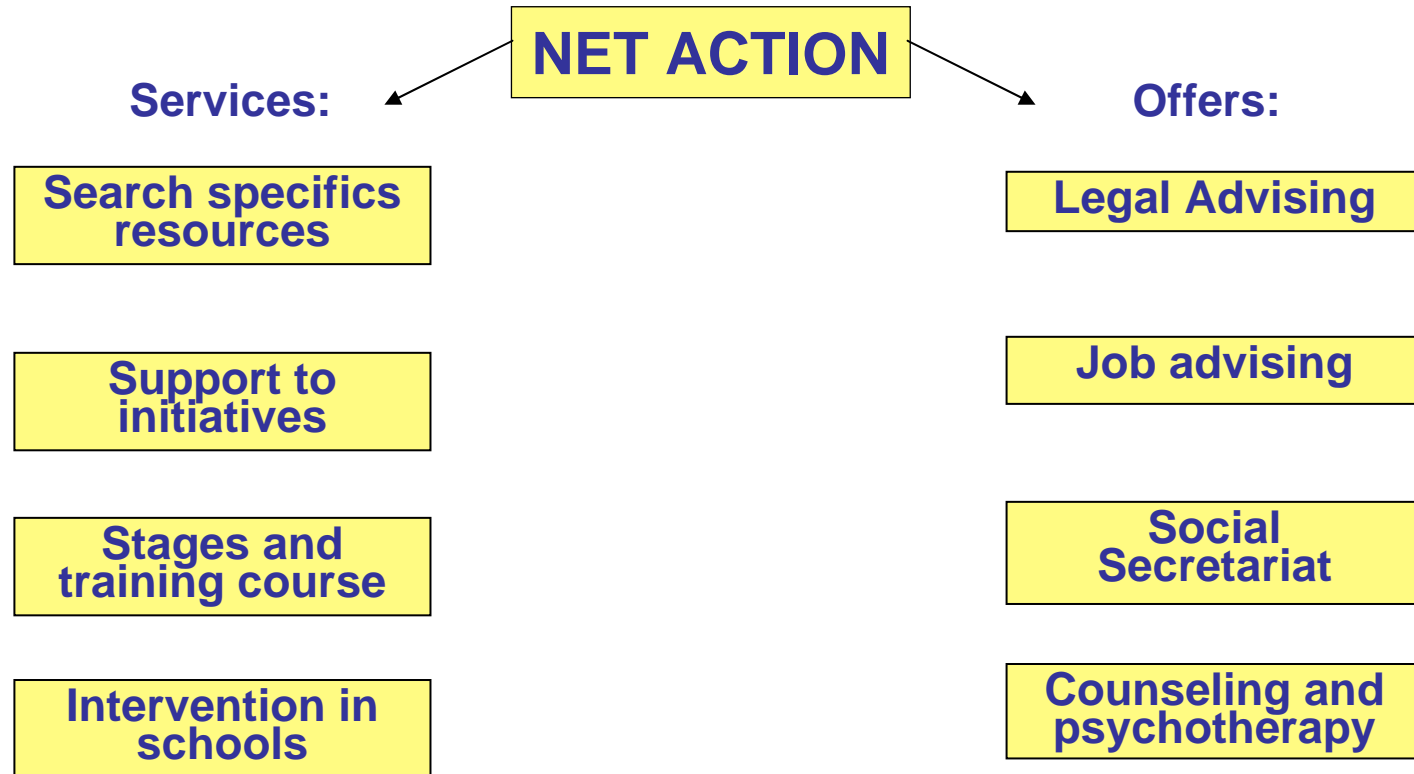 NET ACTION
Services:
Search specifics
resources
Support to
initiatives
Stages and
training course
Intervention in
schools
Offers:
Legal Advising
Job advising
Social
Secretariat
Counseling and
psychotherapy